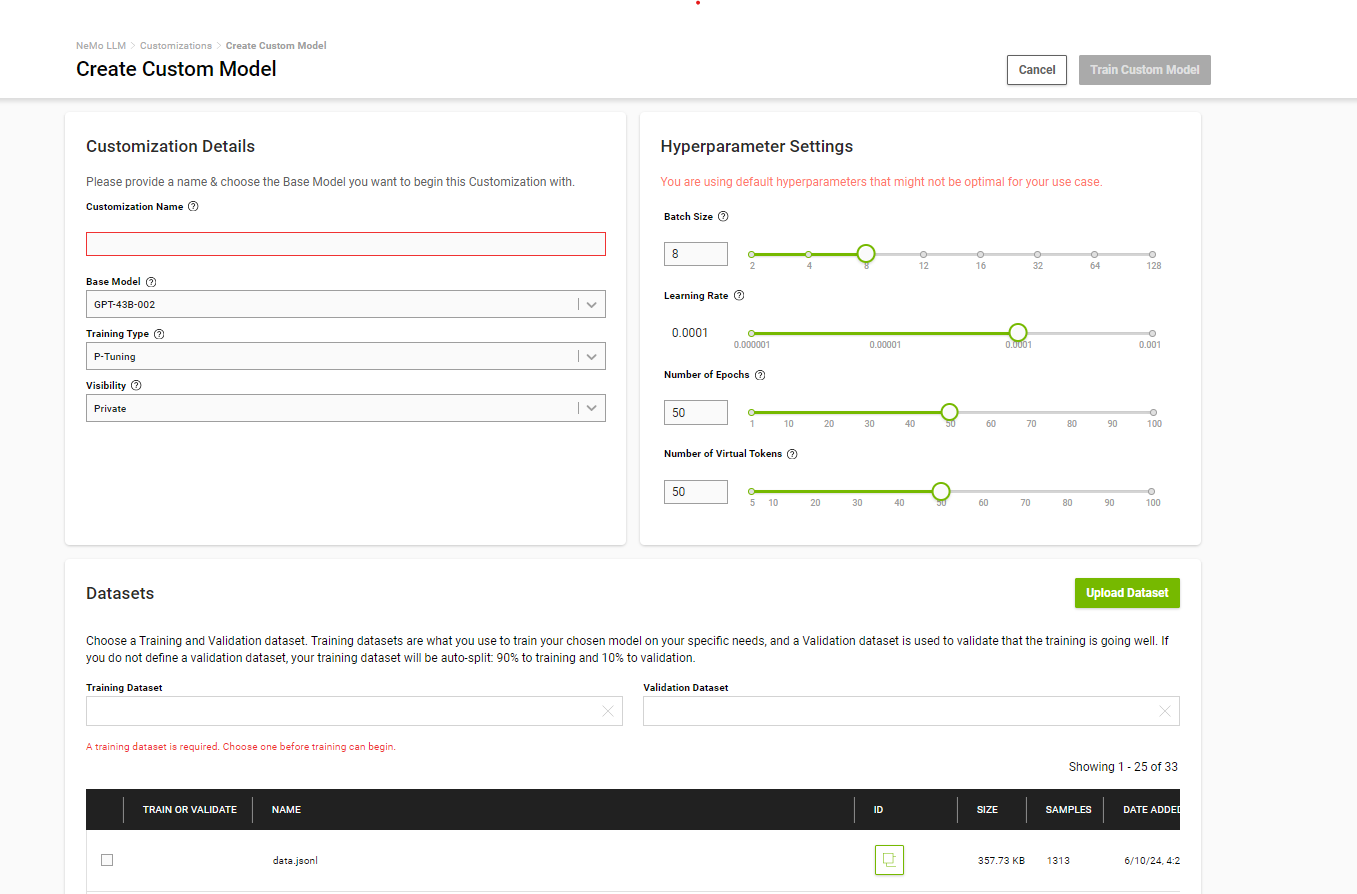 NeMo LLM > Customizations > Create Custom Model
Create Custom Model
Cancel
Train Custom Model
Customization Details
Please provide a name & choose the Base Model you want to begin this Customization with.
Customization Name ?
Base Model ?
GPT-43B-002
Training Type ?
P-Tuning
Visibility ?
Private
Hyperparameter Settings
You are using default hyperparameters that might not be optimal for your use case.
Batch Size ?
8
2 4 8 12 16 32 64 128
Learning Rate ?
0.0001
0.000001 0.00001 0.0001 0.001
Number of Epochs ?
50
1 10 20 30 40 50 60 70 80 90 100
Number of Virtual Tokens ?
50
5 10 20 30 40 50 60 70 80 90 100
Datasets
Upload Dataset
Choose a Training and Validation dataset. Training datasets are what you use to train your chosen model on your specific needs, and a Validation dataset is used to validate that the training is going well. If
you do not define a validation dataset, your training dataset will be auto-split: 90% to training and 10% to validation.
Training Dataset
Validation Dataset
A training dataset is required. Choose one before training can begin.
Showing 1 - 25 of 33
TRAIN OR VALIDATE NAME ID SIZE SAMPLES DATE ADDED
data.jsonl 357.73 KB 1313 6/10/24, 4:2